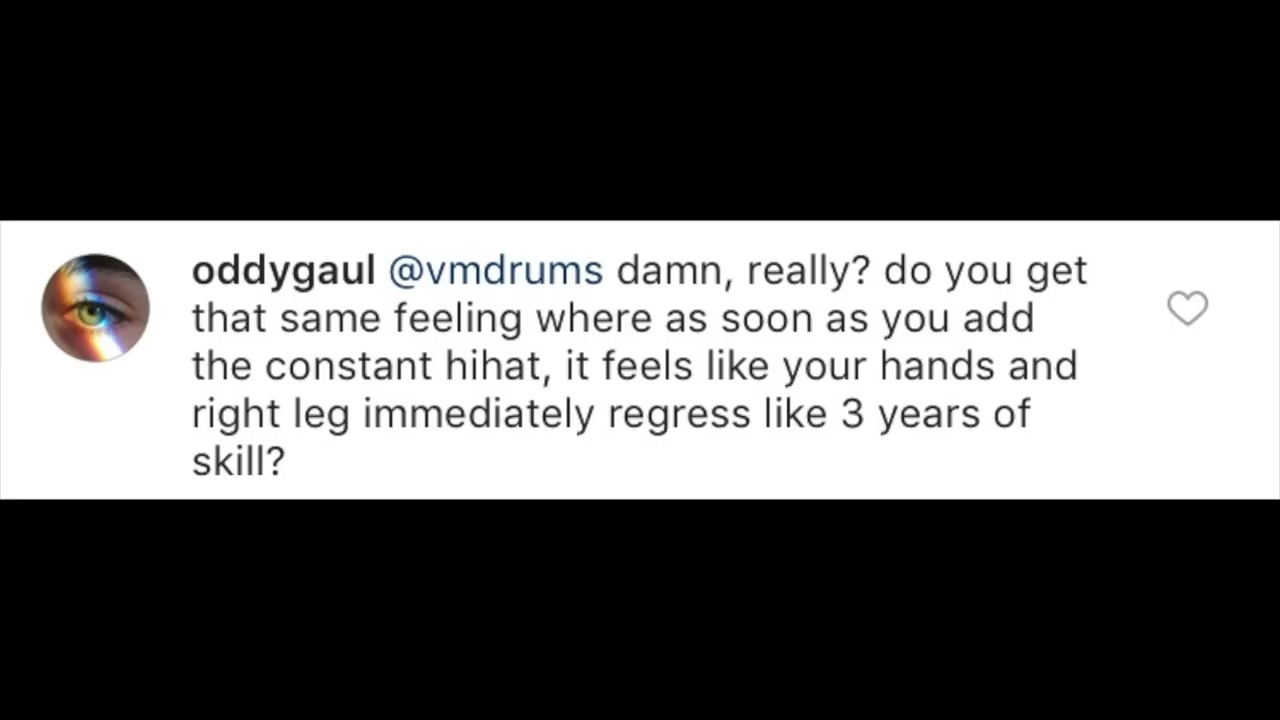 oddygaul @vmdrums damn, really? do you get
that same feeling where as soon as you add
the constant hihat, it feels like your hands and
right leg immediately regress like 3 years of
skill?